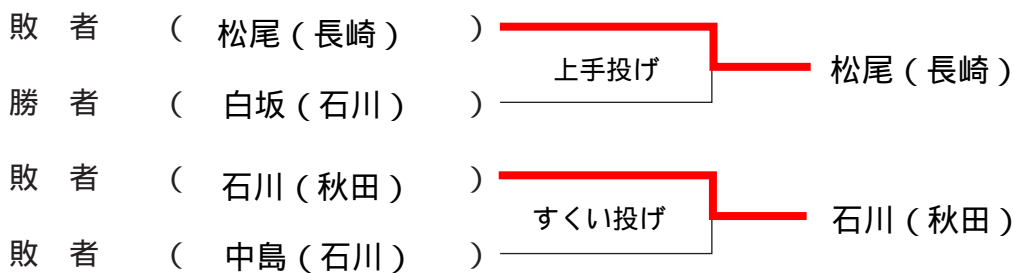 敗　者　（　松尾（長崎）　）
上手投げ　松尾（長崎）
勝　者　（　白坂（石川）　）
敗　者　（　石川（秋田）　）
すくい投げ　石川（秋田）
敗　者　（　中島（石川）　）